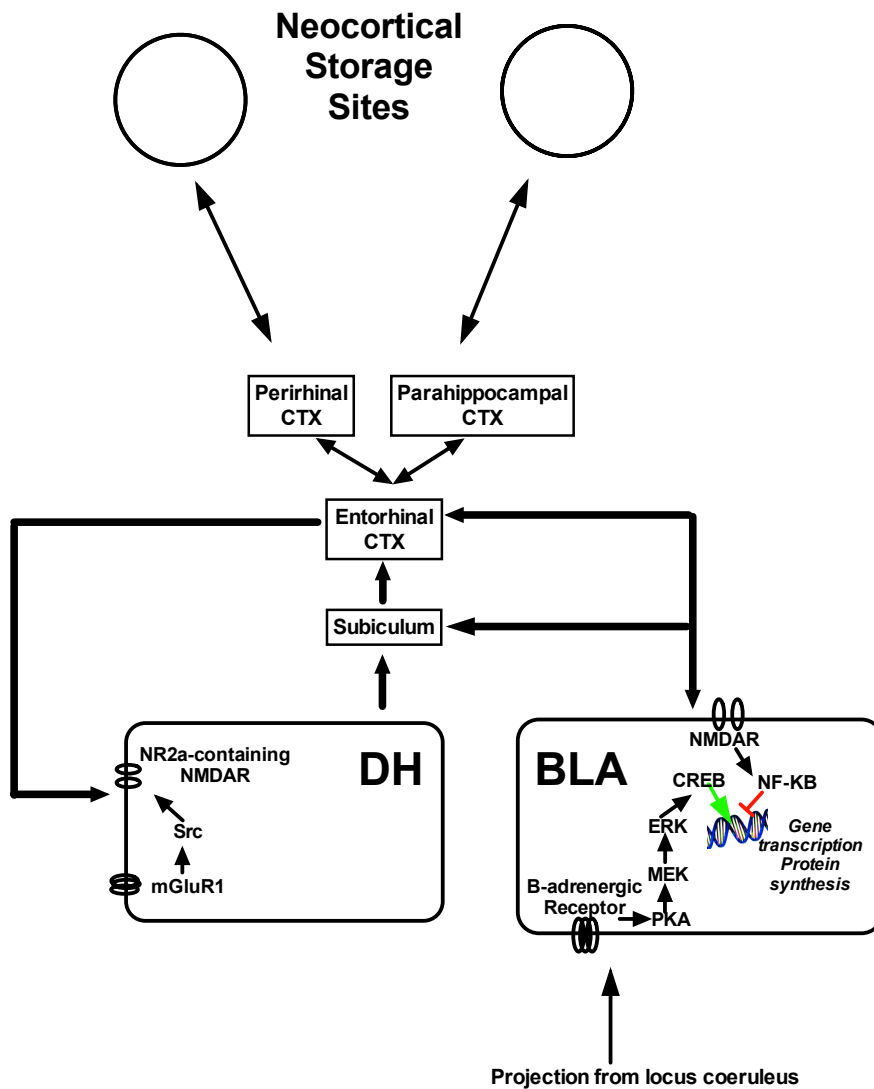 Neocortical
Storage
Sites
Perirhinal
CTX
Parahippocampal
CTX
Entorhinal
CTX
Subiculum
NR2a-containing
NMDAR
DH
Src
mGluR1
BLA
NMDAR
CREB
NF-KB
ERK
Gene
transcription
Protein
synthesis
MEK
B-adrenergic
Receptor
PKA
Projection from locus coeruleus